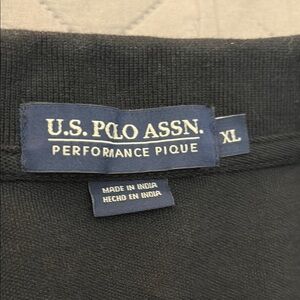 U.S. POLO ASSN.
PERFORMANCE PIQUE
XL
MADE IN INDIA
HECHO EN INDIA